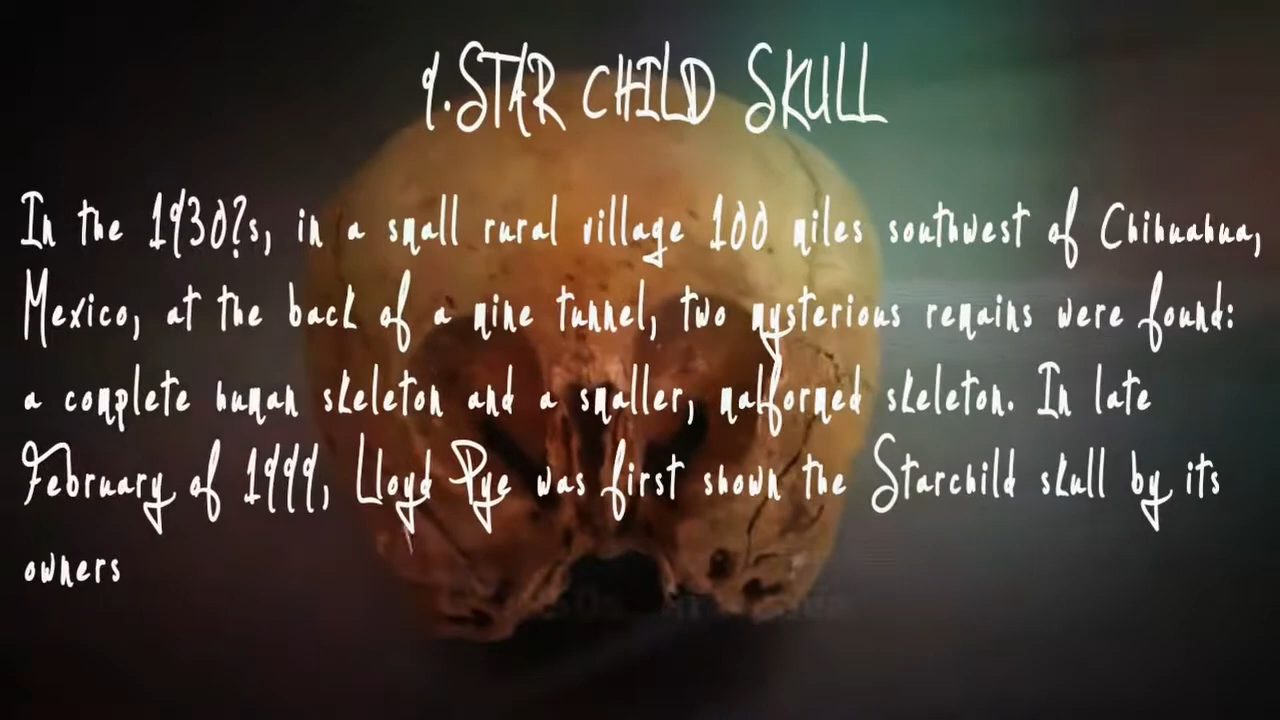 9.STAR CHILD SKULL
In the 1930?s, in a small rural village 100 miles southwest of Chihuahua,
Mexico, at the back of a mine tunnel, two mysterious remains were found:
a complete human skeleton and a smaller, malformed skeleton. In late
February of 1999, Lloyd Pye was first shown the Starchild skull by its
owners